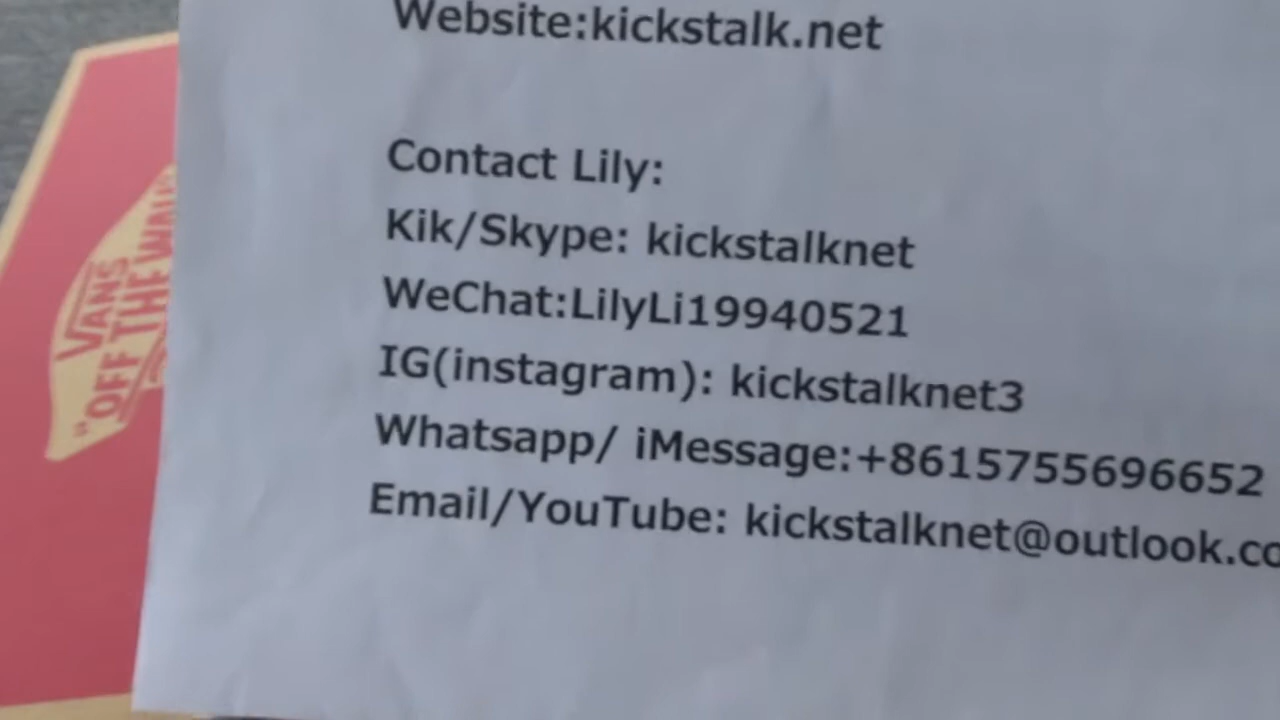 Website:kickstalk.net
Contact Lily:
Kik/Skype: kickstalknet
WeChat:LilyLi19940521
IG(instagram): kickstalknet3
Whatsapp/ iMessage:+8615755696652
Email/YouTube: kickstalknet@outlook.co
VANS
"OFF THE WALL